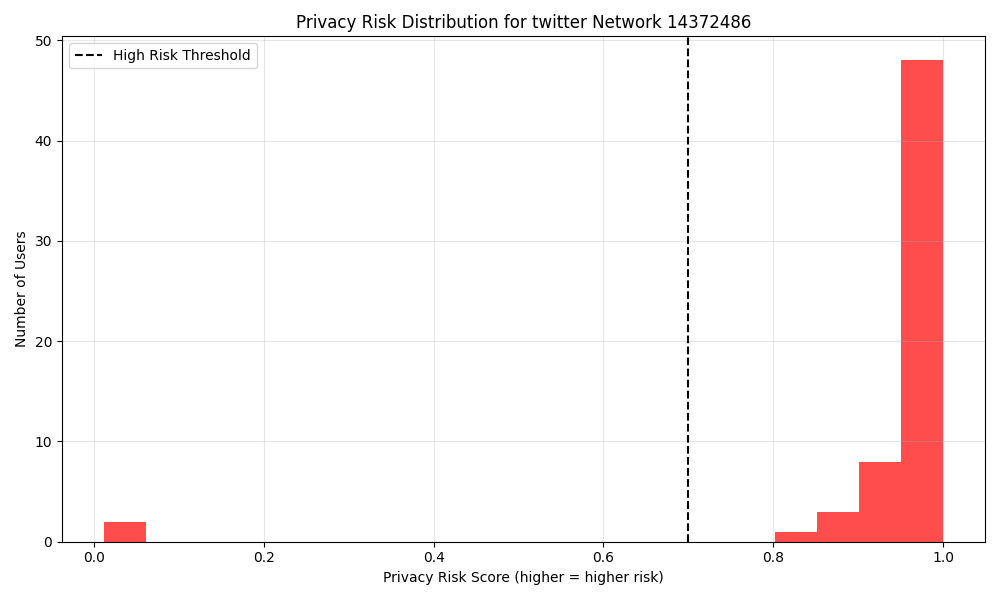 Privacy Risk Distribution for twitter Network 14372486
High Risk Threshold
50
40
30
20
10
0
Number of Users
0.0 0.2 0.4 0.6 0.8 1.0
Privacy Risk Score (higher = higher risk)